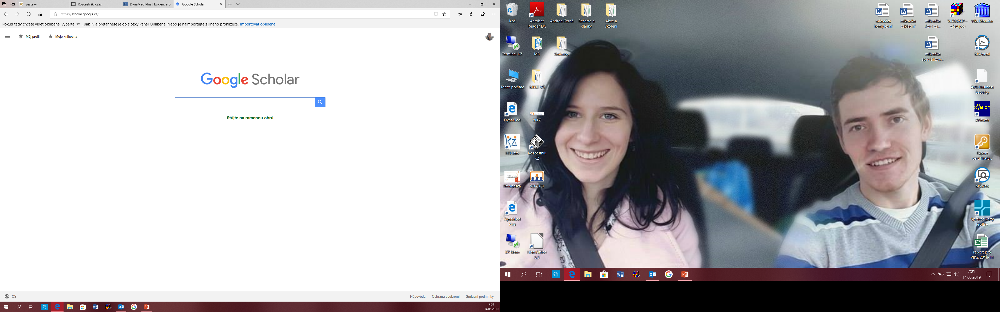 Sestavy
Rozcestník KZas
DynaMed Plus | Evidence-b
Google Scholar
https://scholar.google.cz/
Pokud tady chcete vidět oblíbené, vyberte , pak ☆ a přetáhněte je do složky Panel Oblíbené. Nebo je naimportujte z jiného prohlížeče. Importovat oblíbené
Můj profil
Moje knihovna
Google Scholar
Stůjte na ramenou obrů
CS
Nápověda
Ochrana soukromí
Smluvní podmínky
7:01
14.05.2019
Koš
Acrobat
Reader DC
Andrea Černá
Rešerše a
články
Akce a
školení
mikračka
komplexní
mikračka
základní
mikračka
úzce za...
VIKS.WXP –
zástupce
Viks Monitor
Terminal KZ
MS
Smlouvy
mikračka
specializov...
MSPortal
Tento počítač
MOJE VŠ
AVG Business
Security
DynaMed
VIKZ
xVision
xViewer
HD info
Rozcestník
KZ
Export
certifikátu...
Přednáška
VIKZ (2)
MSWeb
DynaMed
Plus
Správce karty
ProID+
KZ Nero
LibreOffice
5.3
report pro
VIKZ 2018-11
7:01
14.05.2019